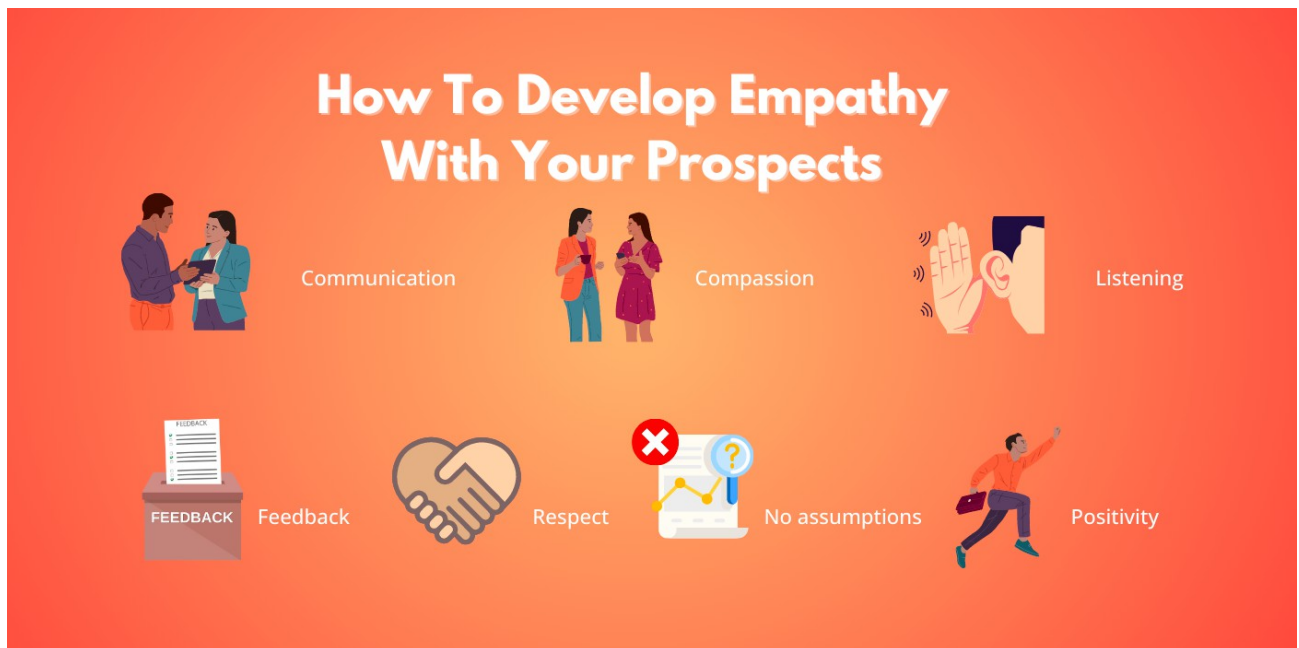 How To Develop Empathy
With Your Prospects
Communication
Compassion
Listening
FEEDBACK
FEEDBACK
Feedback
Respect
?
No assumptions
Positivity